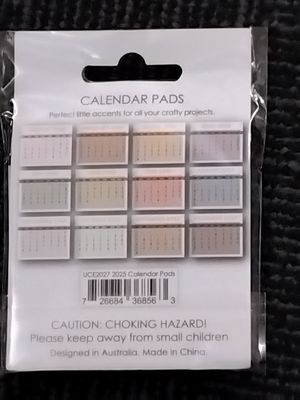 CALENDAR PADS
Perfect little accents for all your crafty projects.
UCE2027 2025 Calendar Pads
7 26684 36856 3
CAUTION: CHOKING HAZARD!
Please keep away from small children
Designed in Australia. Made in China.